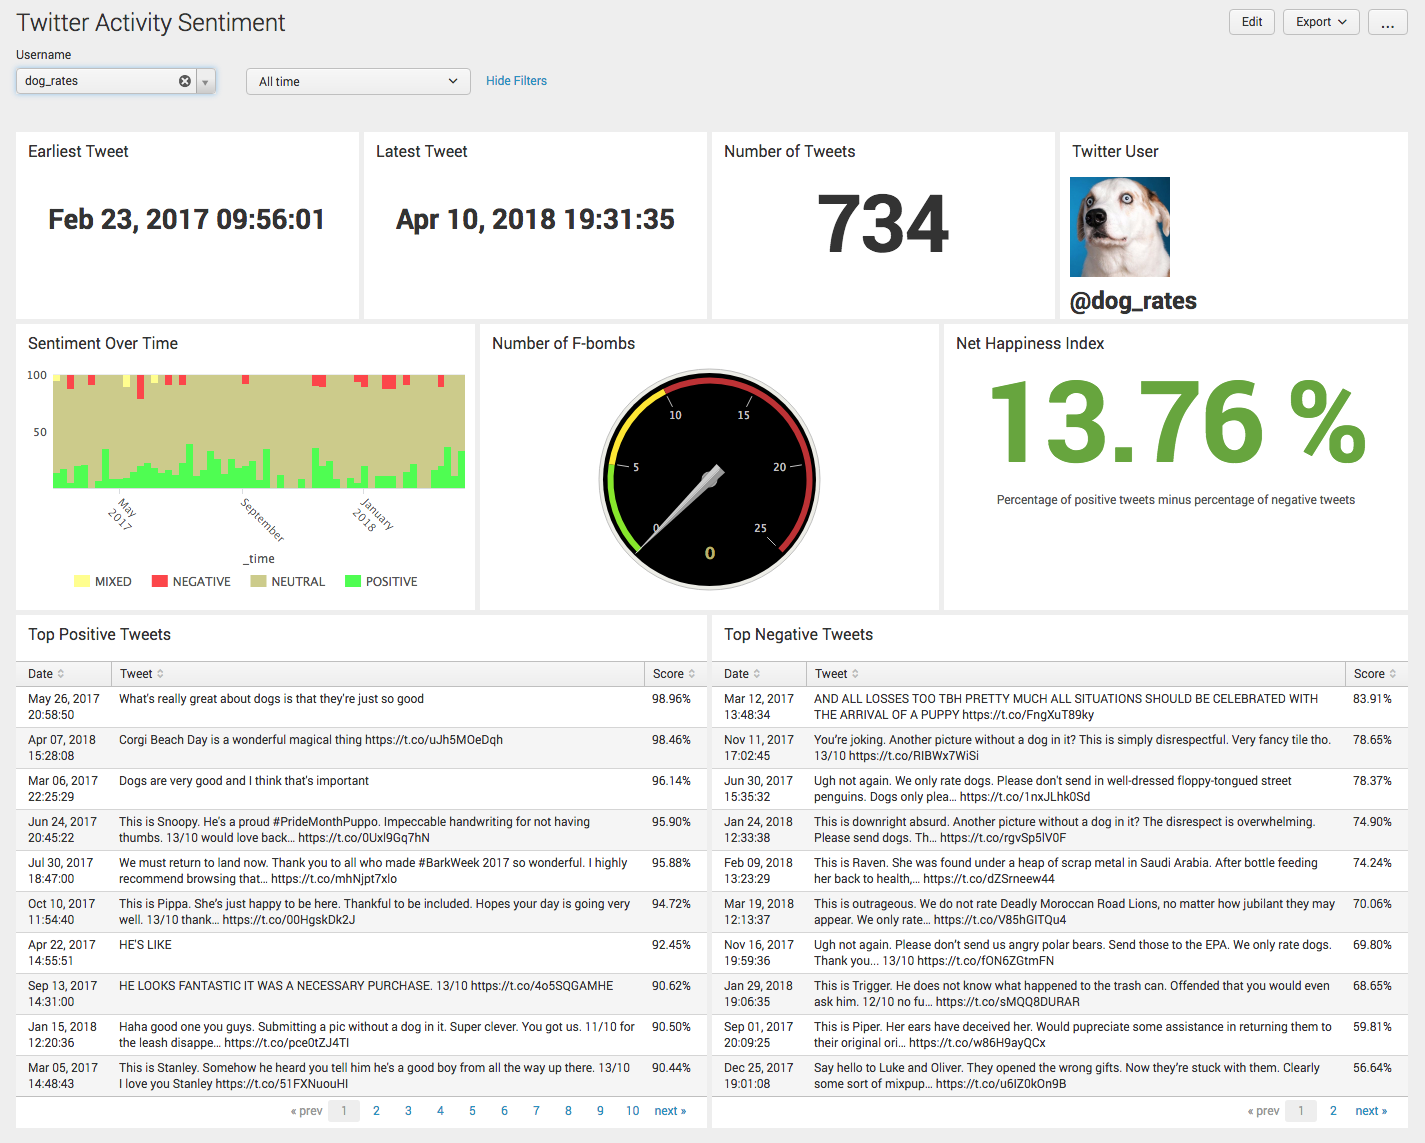 Twitter Activity Sentiment
Edit
Export
...
Username
dog_rates
All time
Hide Filters
Earliest Tweet
Feb 23, 2017 09:56:01
Latest Tweet
Apr 10, 2018 19:31:35
Number of Tweets
734
Twitter User
@dog_rates
Sentiment Over Time
100
50
May 2017
September
January 2018
_time
MIXED
NEGATIVE
NEUTRAL
POSITIVE
Number of F-bombs
0
5
10
15
20
25
0
Net Happiness Index
13.76 %
Percentage of positive tweets minus percentage of negative tweets
Top Positive Tweets
Date Tweet Score
May 26, 2017 What's really great about dogs is that they're just so good 98.96%
20:58:50
Apr 07, 2018 Corgi Beach Day is a wonderful magical thing https://t.co/uJh5MOeDqh 98.46%
15:28:08
Mar 06, 2017 Dogs are very good and I think that's important 96.14%
22:25:29
Jun 24, 2017 This is Snoopy. He's a proud #PrideMonthPuppo. Impeccable handwriting for not having 95.90%
20:45:22 thumbs. 13/10 would love back... https://t.co/0Uxl9Gq7hN
Jul 30, 2017 We must return to land now. Thank you to all who made #BarkWeek 2017 so wonderful. I highly 95.88%
18:47:00 recommend browsing that... https://t.co/mhNjpt7xlo
Oct 10, 2017 This is Pippa. She's just happy to be here. Thankful to be included. Hopes your day is going very 94.72%
11:54:40 well. 13/10 thank... https://t.co/00HgskDk2J
Apr 22, 2017 HE'S LIKE 92.45%
14:55:51
Sep 13, 2017 HE LOOKS FANTASTIC IT WAS A NECESSARY PURCHASE. 13/10 https://t.co/4o5SQGAMHE 90.62%
14:31:00
Jan 15, 2018 Haha good one you guys. Submitting a pic without a dog in it. Super clever. You got us. 11/10 for 90.50%
12:20:36 the leash disappe... https://t.co/pce0tZJ4TI
Mar 05, 2017 This is Stanley. Somehow he heard you tell him he's a good boy from all the way up there. 13/10 90.44%
14:48:43 I love you Stanley https://t.co/51FXNuouHI
« prev 1 2 3 4 5 6 7 8 9 10 next »
Top Negative Tweets
Date Tweet Score
Mar 12, 2017 AND ALL LOSSES TOO TBH PRETTY MUCH ALL SITUATIONS SHOULD BE CELEBRATED WITH 83.91%
13:48:34 THE ARRIVAL OF A PUPPY https://t.co/FngXuT89ky
Nov 11, 2017 You're joking. Another picture without a dog in it? This is simply disrespectful. Very fancy tile tho. 78.65%
17:02:45 13/10 https://t.co/RIBWx7WiSi
Jun 30, 2017 Ugh not again. We only rate dogs. Please don't send in well-dressed floppy-tongued street 78.37%
15:35:32 penguins. Dogs only plea... https://t.co/1nxJLhk0Sd
Jan 24, 2018 This is downright absurd. Another picture without a dog in it? The disrespect is overwhelming. 74.90%
12:33:38 Please send dogs. Th... https://t.co/rgvSp5lV0F
Feb 09, 2018 This is Raven. She was found under a heap of scrap metal in Saudi Arabia. After bottle feeding 74.24%
13:23:29 her back to health,... https://t.co/dZSrneew44
Mar 19, 2018 This is outrageous. We do not rate Deadly Moroccan Road Lions, no matter how jubilant they may 70.06%
12:13:37 appear. We only rate... https://t.co/V85hGlTQu4
Nov 16, 2017 Ugh not again. Please don't send us angry polar bears. Send those to the EPA. We only rate dogs. 69.80%
19:59:36 Thank you... 13/10 https://t.co/fON6ZGtmFN
Jan 29, 2018 This is Trigger. He does not know what happened to the trash can. Offended that you would even 68.65%
19:06:35 ask him. 12/10 no fu... https://t.co/sMQQ8DURAR
Sep 01, 2017 This is Piper. Her ears have deceived her. Would pupreciate some assistance in returning them to 59.81%
20:09:25 their original ori... https://t.co/w86H9ayQCx
Dec 25, 2017 Say hello to Luke and Oliver. They opened the wrong gifts. Now they're stuck with them. Clearly 56.64%
19:01:08 some sort of mixpup... https://t.co/u6IZ0kOn9B
« prev 1 2 next »